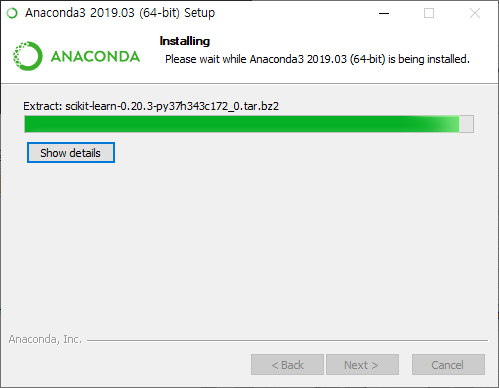 Anaconda3 2019.03 (64-bit) Setup
ANACONDA
Installing
Please wait while Anaconda3 2019.03 (64-bit) is being installed.
Extract: scikit-learn-0.20.3-py37h343c172_0.tar.bz2
Show details
Anaconda, Inc.
< Back
Next >
Cancel